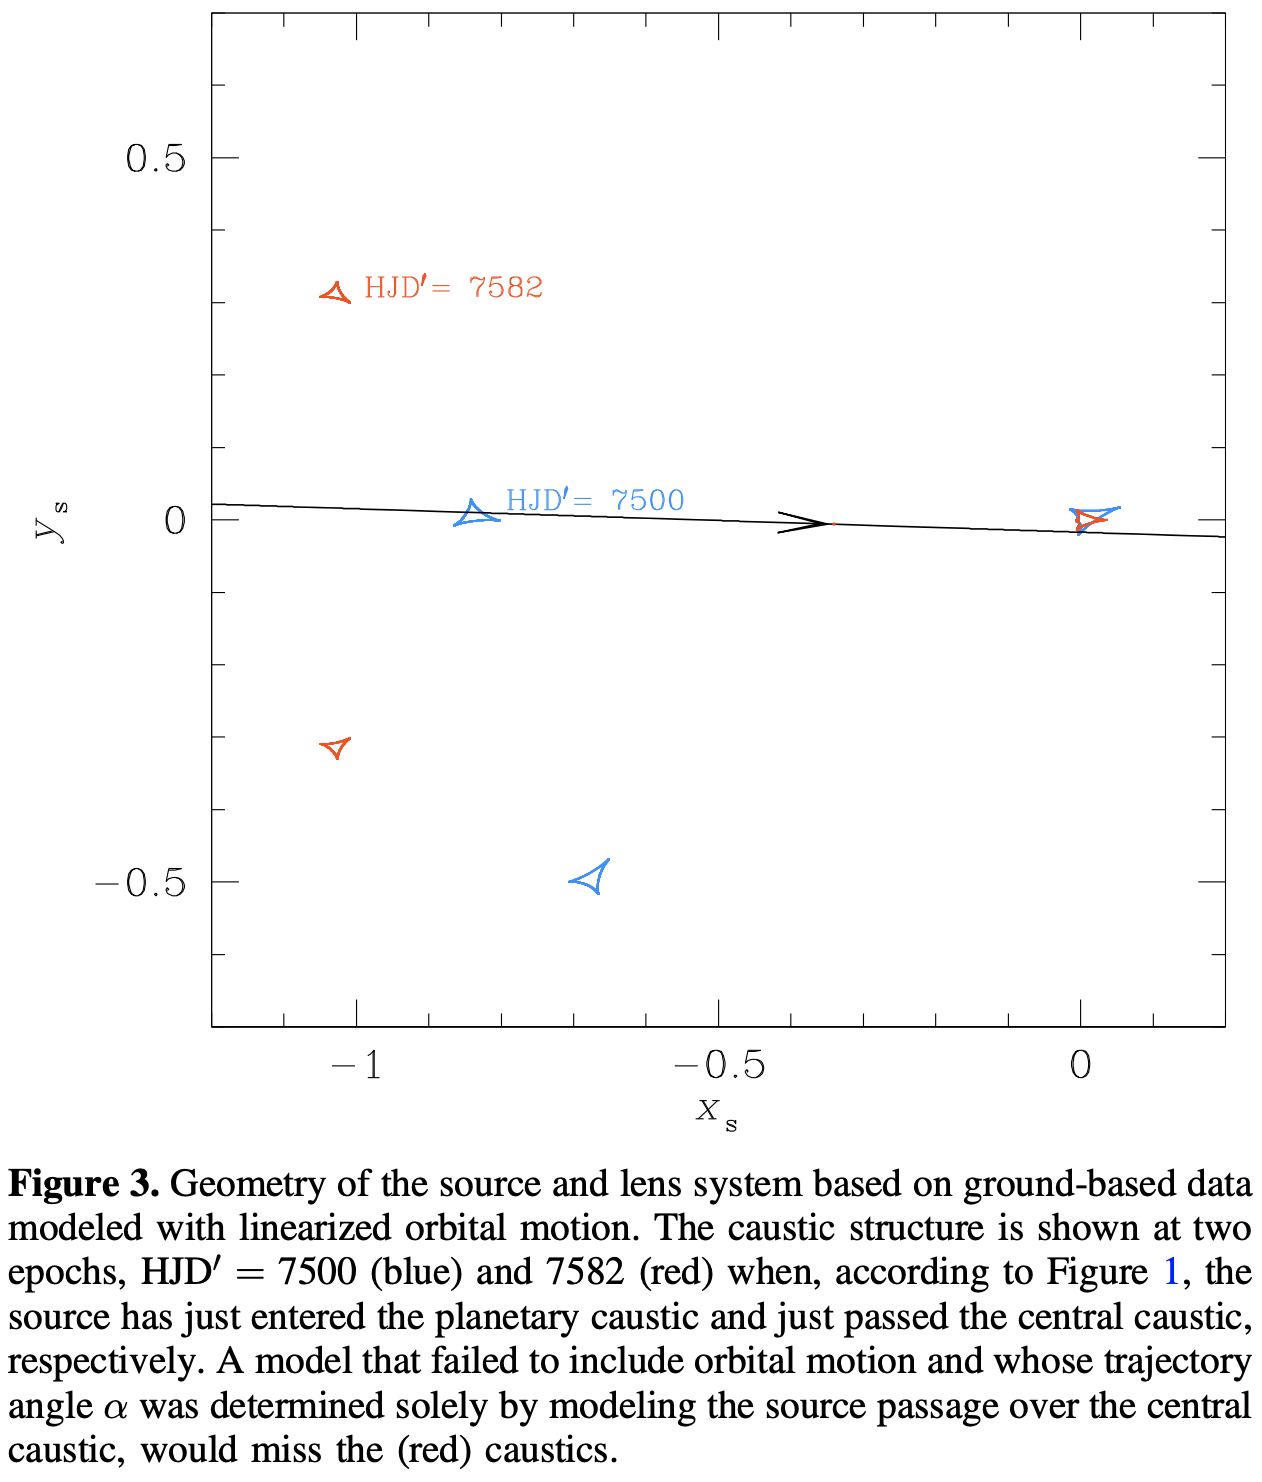 0.5
HJD′= 7582
HJD′= 7500
0
y s
−0.5
−1
−0.5
0
x s
Figure 3. Geometry of the source and lens system based on ground-based data
modeled with linearized orbital motion. The caustic structure is shown at two
epochs, HJD′ = 7500 (blue) and 7582 (red) when, according to Figure 1, the
source has just entered the planetary caustic and just passed the central caustic,
respectively. A model that failed to include orbital motion and whose trajectory
angle α was determined solely by modeling the source passage over the central
caustic, would miss the (red) caustics.